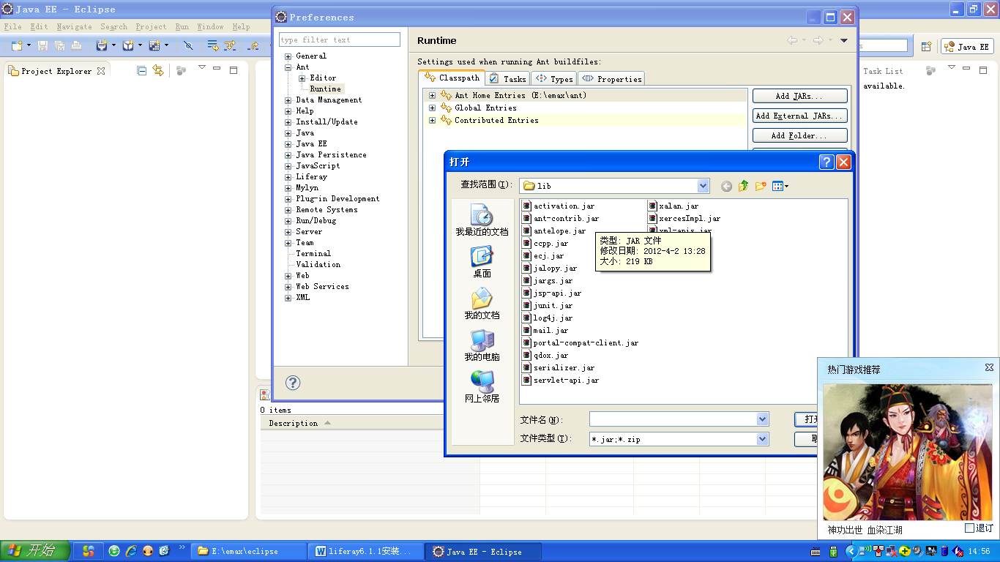 Java EE - Eclipse
File Edit Navigate Search Project Run Window Help
Java EE
Project Explorer
Task List
available.
0 items
Description
Preferences
type filter text
General
Ant
Editor
Runtime
Data Management
Help
Install/Update
Java
Java EE
Java Persistence
JavaScript
Liferay
Mylyn
Plug-in Development
Remote Systems
Run/Debug
Server
Team
Terminal
Validation
Web
Web Services
XML
Runtime
Settings used when running Ant buildfiles:
Classpath Tasks Types Properties
Ant Home Entries (E:\emax\ant)
Global Entries
Contributed Entries
Add JARs...
Add External JARs...
Add Folder...
打开
查找范围(I): lib
我最近的文档
桌面
我的文档
我的电脑
网上邻居
activation.jar
ant-contrib.jar
antelope.jar
ccpp.jar
ecj.jar
jalopy.jar
jargs.jar
jsp-api.jar
junit.jar
log4j.jar
mail.jar
portal-compat-client.jar
qdox.jar
serializer.jar
servlet-api.jar
xalan.jar
xercesImpl.jar
xml-apis.jar
类型: JAR 文件
修改日期: 2012-4-2 13:28
大小: 219 KB
文件名(N):
文件类型(T): *.jar;*.zip
打开
取
热门游戏推荐
神功出世 血染江湖
退订
开始
E:\emax\eclipse
liferay6.1.1安装...
Java EE - Eclipse
14:56